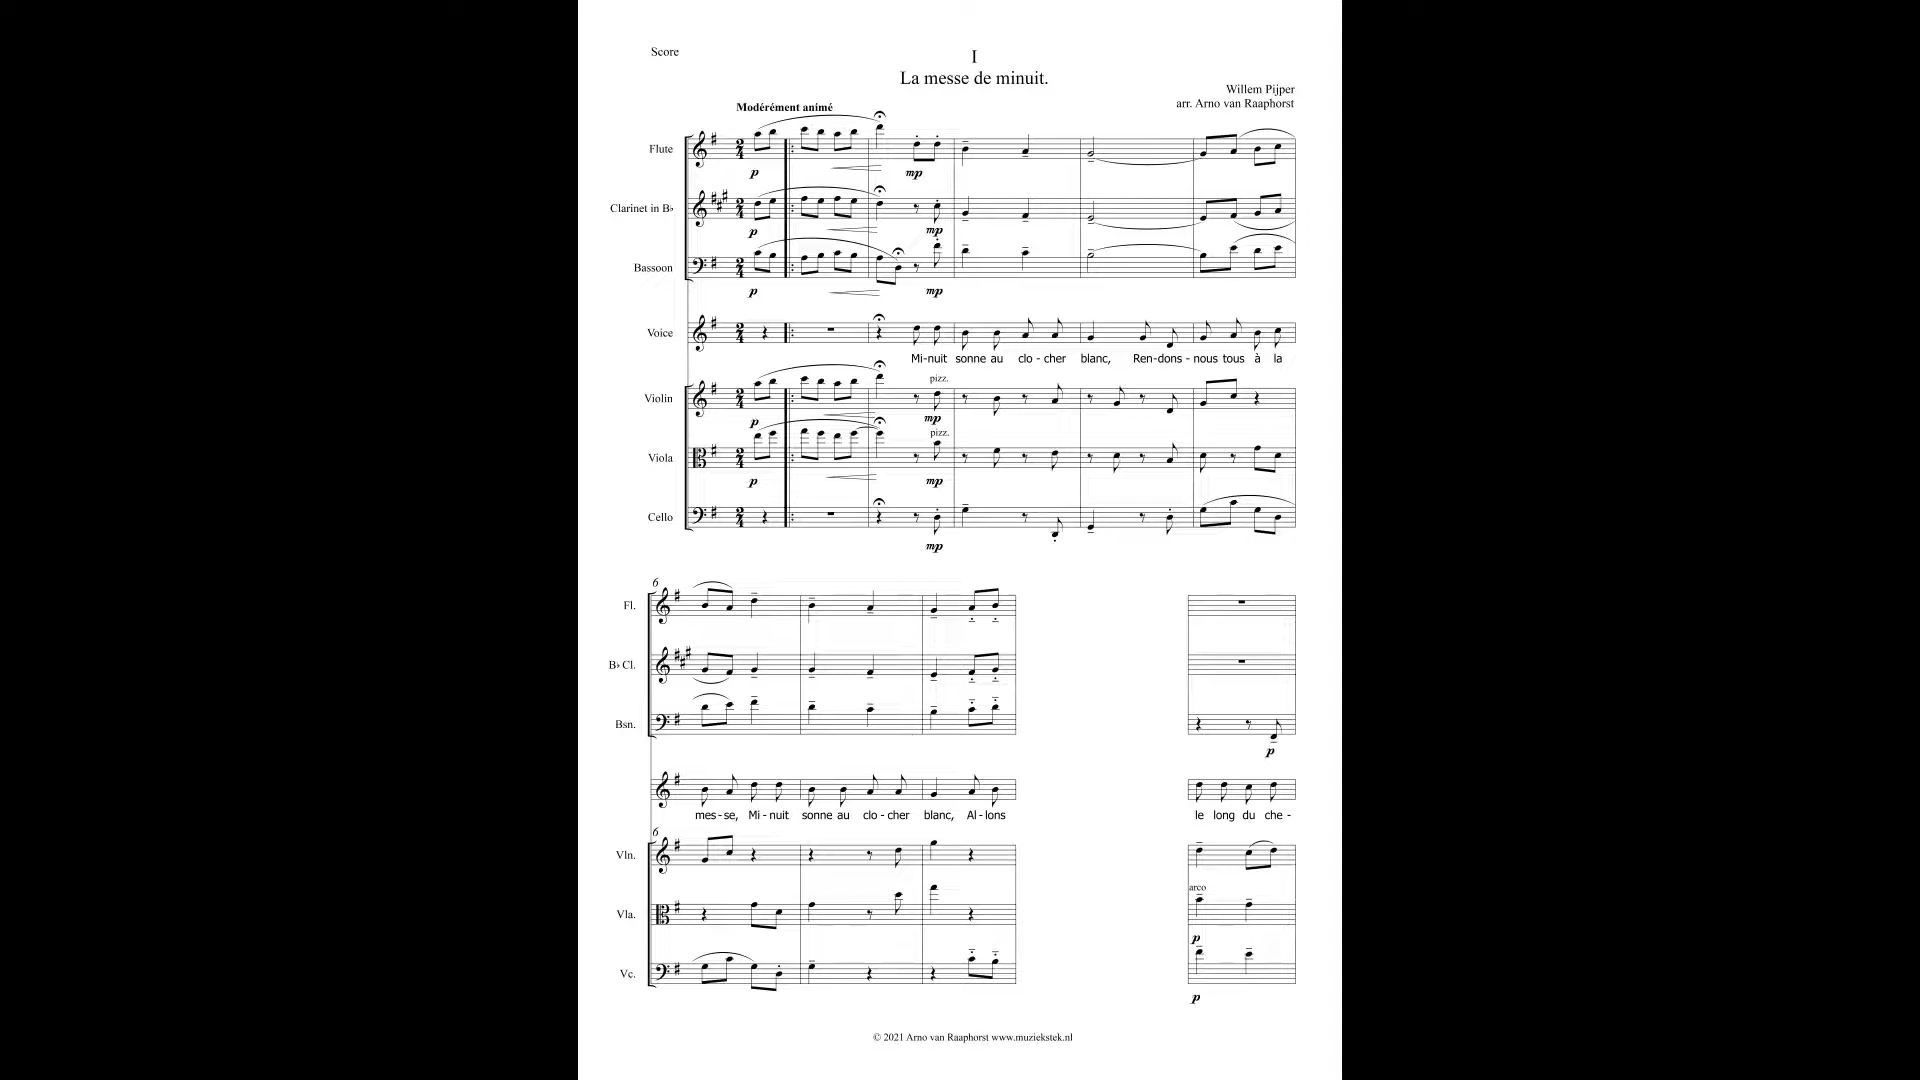 Score
I
La messe de minuit.
Willem Pijper
arr. Arno van Raaphorst
Modérément animé
Flute
p
mp
Clarinet in B♭
p
mp
Bassoon
p
mp
Voice
Mi-nuit sonne au clo-cher blanc, Ren-dons-nous tous à la
Violin
pizz.
p
mp
Viola
pizz.
p
mp
Cello
mp
6
Fl.
B♭ Cl.
Bsn.
p
mes-se, Mi-nuit sonne au clo-cher blanc, Al-lons le long du che-
6
Vln.
Vla.
arco
p
Vc.
p
© 2021 Arno van Raaphorst www.muziekstek.nl